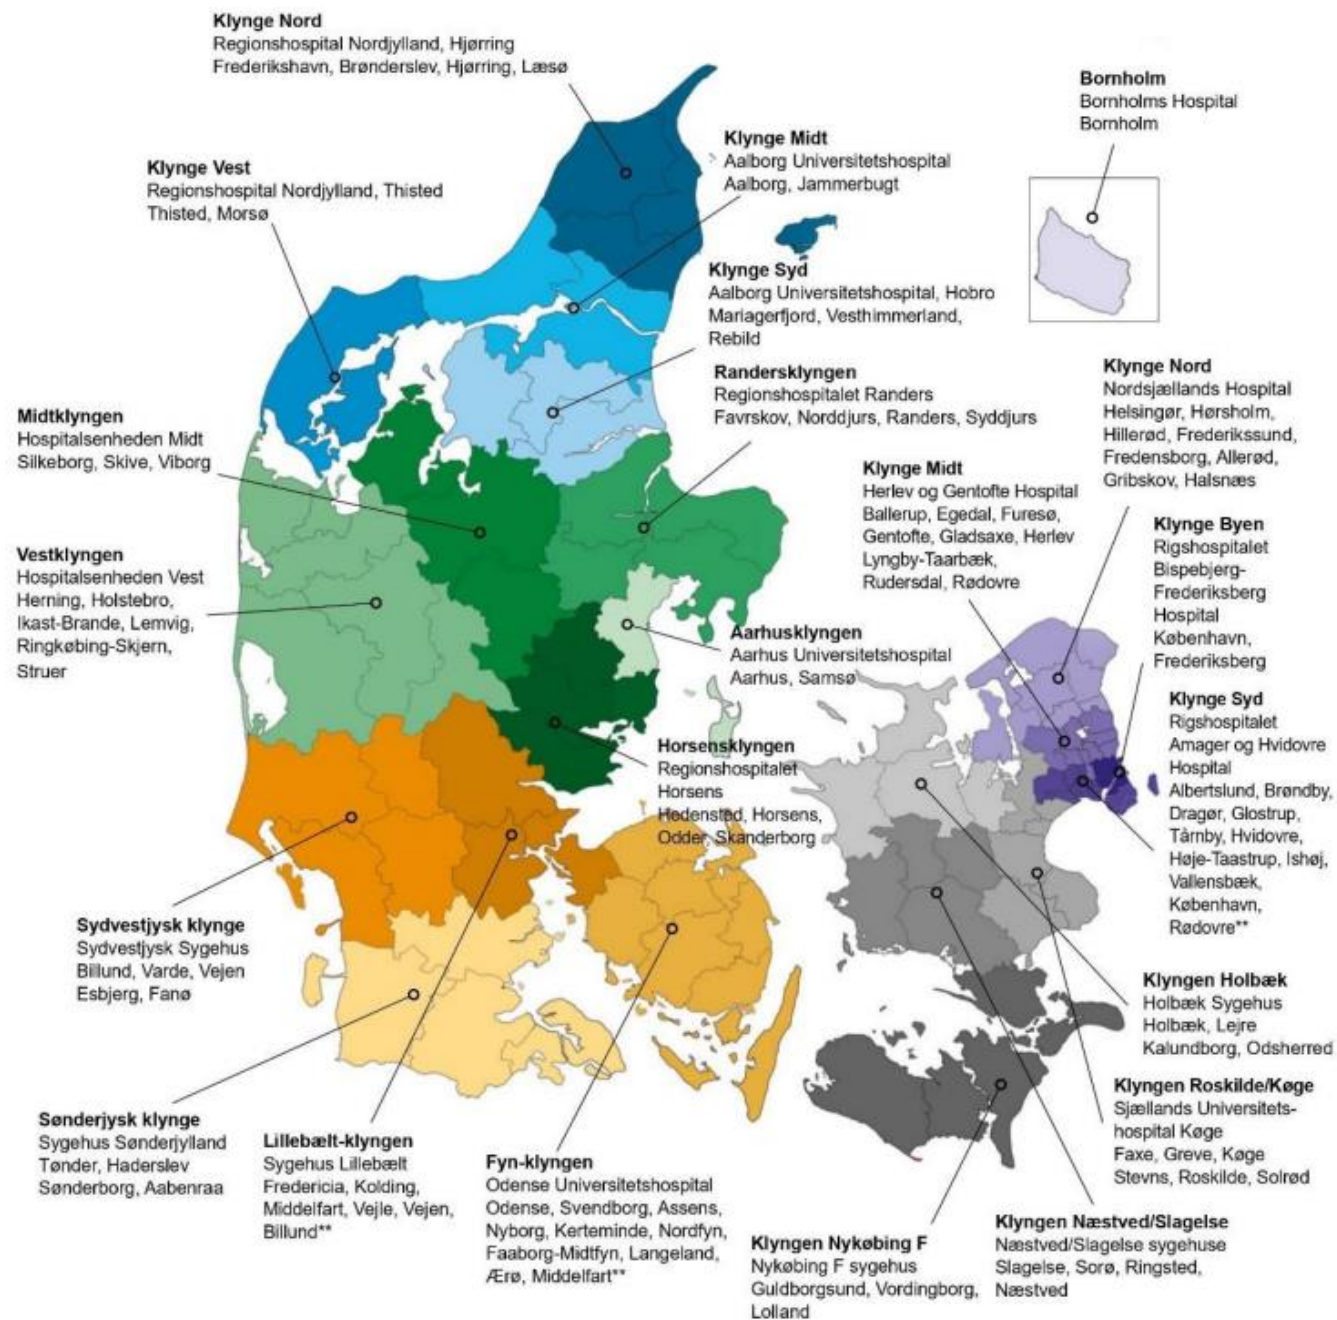 Klynge Nord
Regionshospital Nordjylland, Hjørring
Frederikshavn, Brønderslev, Hjørring, Læsø
Bornholm
Bornholms Hospital
Bornholm
Klynge Midt
Aalborg Universitetshospital
Aalborg, Jammerbugt
Klynge Vest
Regionshospital Nordjylland, Thisted
Thisted, Morsø
Klynge Syd
Aalborg Universitetshospital, Hobro
Mariagerfjord, Vesthimmerland,
Rebild
Randersklyngen
Regionshospitalet Randers
Favrskov, Norddjurs, Randers, Syddjurs
Klynge Nord
Nordsjællands Hospital
Helsingør, Hørsholm,
Hillerød, Frederikssund,
Fredensborg, Allerød,
Gribskov, Halsnæs
Midtklyngen
Hospitalsenheden Midt
Silkeborg, Skive, Viborg
Klynge Midt
Herlev og Gentofte Hospital
Ballerup, Egedal, Furesø,
Gentofte, Gladsaxe, Herlev
Lyngby-Taarbæk,
Rudersdal, Rødovre
Klynge Byen
Rigshospitalet
Bispebjerg-
Frederiksberg
Hospital
København,
Frederiksberg
Vestklyngen
Hospitalsenheden Vest
Herning, Holstebro,
Ikast-Brande, Lemvig,
Ringkøbing-Skjern,
Struer
Aarhusklyngen
Aarhus Universitetshospital
Aarhus, Samsø
Klynge Syd
Rigshospitalet
Amager og Hvidovre
Hospital
Albertslund, Brøndby,
Dragør, Glostrup,
Tårnby, Hvidovre,
Høje-Taastrup, Ishøj,
Vallensbæk,
København,
Rødovre**
Horsensklyngen
Regionshospitalet
Horsens
Hedensted, Horsens,
Odder, Skanderborg
Sydvestjysk klynge
Sydvestjysk Sygehus
Billund, Varde, Vejen
Esbjerg, Fanø
Klyngen Holbæk
Holbæk Sygehus
Holbæk, Lejre
Kalundborg, Odsherred
Klyngen Roskilde/Køge
Sjællands Universitets-
hospital Køge
Faxe, Greve, Køge
Stevns, Roskilde, Solrød
Sønderjysk klynge
Sygehus Sønderjylland
Tønder, Haderslev
Sønderborg, Aabenraa
Lillebælt-klyngen
Sygehus Lillebælt
Fredericia, Kolding,
Middelfart, Vejle, Vejen,
Billund**
Fyn-klyngen
Odense Universitetshospital
Odense, Svendborg, Assens,
Nyborg, Kerteminde, Nordfyn,
Faaborg-Midtfyn, Langeland,
Ærø, Middelfart**
Klyngen Nykøbing F
Nykøbing F sygehus
Guldborgsund, Vordingborg,
Lolland
Klyngen Næstved/Slagelse
Næstved/Slagelse sygehuse
Slagelse, Sorø, Ringsted,
Næstved